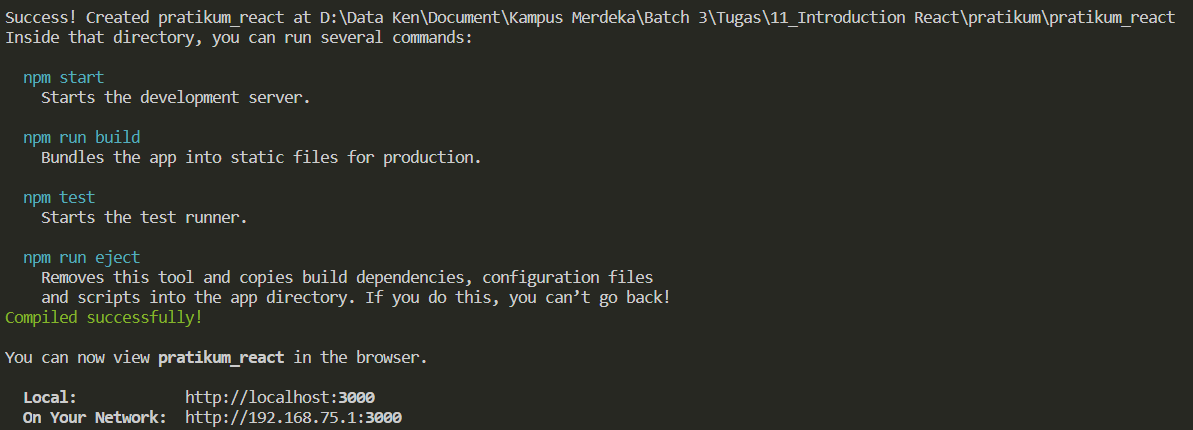 Success! Created pratikum_react at D:\Data Ken\Document\Kampus Merdeka\Batch 3\Tugas\11_Introduction React\pratikum\pratikum_react
Inside that directory, you can run several commands:
npm start
Starts the development server.
npm run build
Bundles the app into static files for production.
npm test
Starts the test runner.
npm run eject
Removes this tool and copies build dependencies, configuration files
and scripts into the app directory. If you do this, you can’t go back!
Compiled successfully!
You can now view pratikum_react in the browser.
Local: http://localhost:3000
On Your Network: http://192.168.75.1:3000